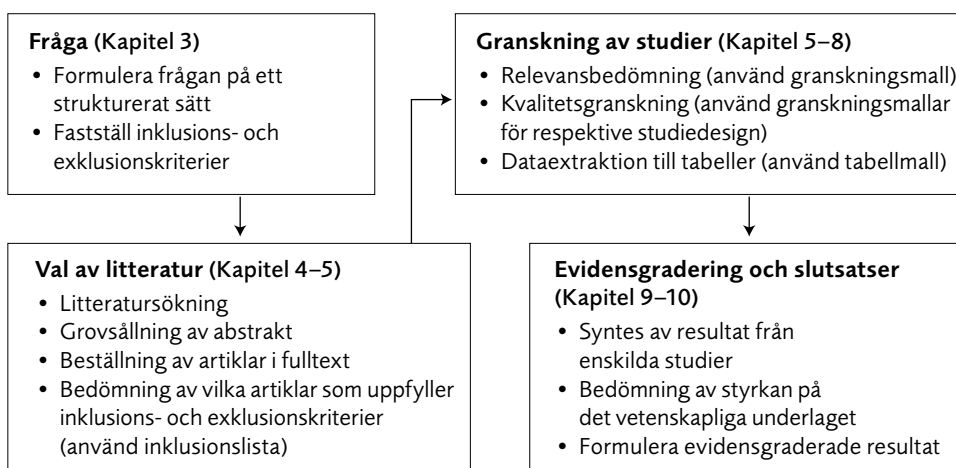 Fråga (Kapitel 3)
• Formulera frågan på ett
strukturerat sätt
• Fastställ inklusions- och
exklusionskriterier
Val av litteratur (Kapitel 4–5)
• Litteratursökning
• Grovsållning av abstrakt
• Beställning av artiklar i fulltext
• Bedömning av vilka artiklar som uppfyller
inklusions- och exklusionskriterier
(använd inklusionslista)
Granskning av studier (Kapitel 5–8)
• Relevansbedömning (använd granskningsmall)
• Kvalitetsgranskning (använd granskningsmallar
för respektive studiedesign)
• Dataextraktion till tabeller (använd tabellmall)
Evidensgradering och slutsatser
(Kapitel 9–10)
• Syntes av resultat från
enskilda studier
• Bedömning av styrkan på
det vetenskapliga underlaget
• Formulera evidensgraderade resultat